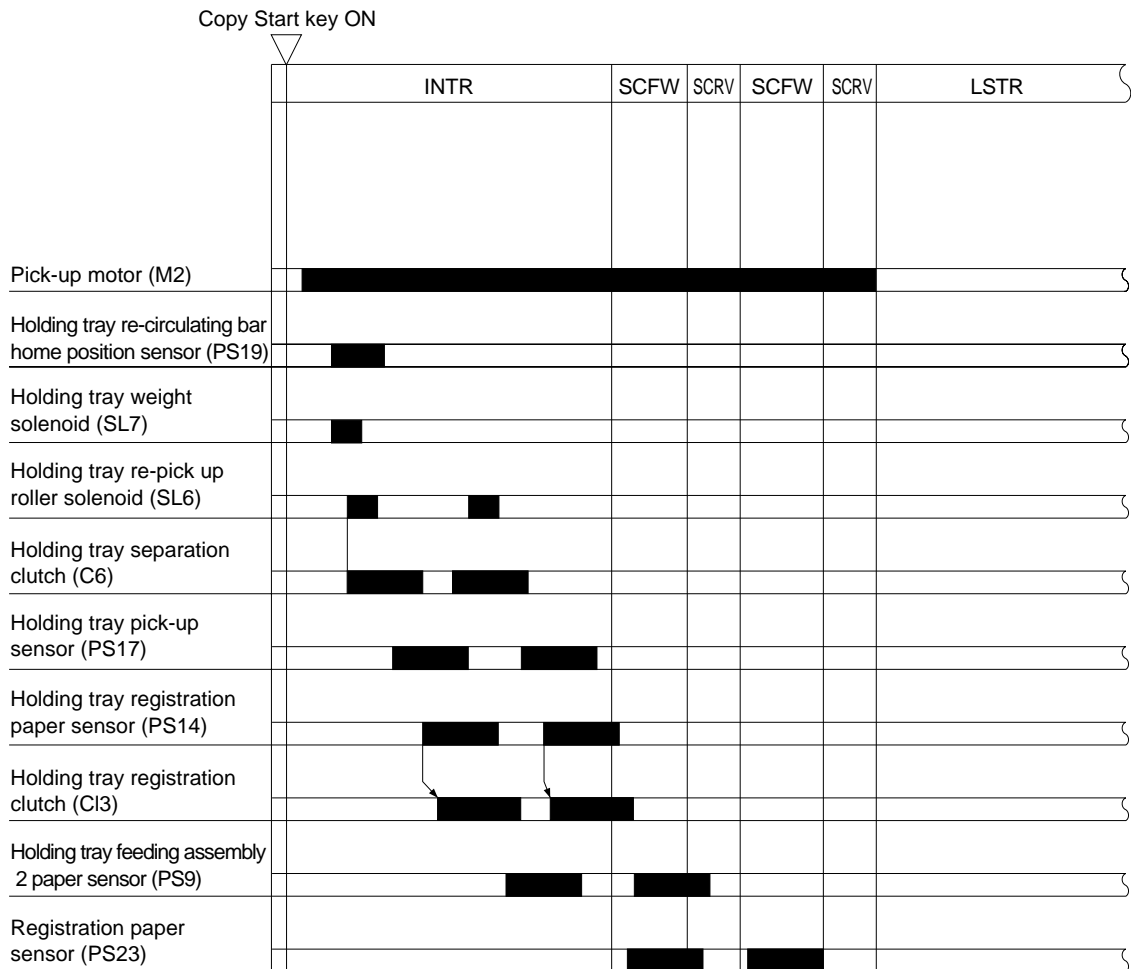 Copy Start key ON
INTR SCFW SCRV SCFW SCRV LSTR
Pick-up motor (M2)
Holding tray re-circulating bar
home position sensor (PS19)
Holding tray weight
solenoid (SL7)
Holding tray re-pick up
roller solenoid (SL6)
Holding tray separation
clutch (C6)
Holding tray pick-up
sensor (PS17)
Holding tray registration
paper sensor (PS14)
Holding tray registration
clutch (Cl3)
Holding tray feeding assembly
2 paper sensor (PS9)
Registration paper
sensor (PS23)